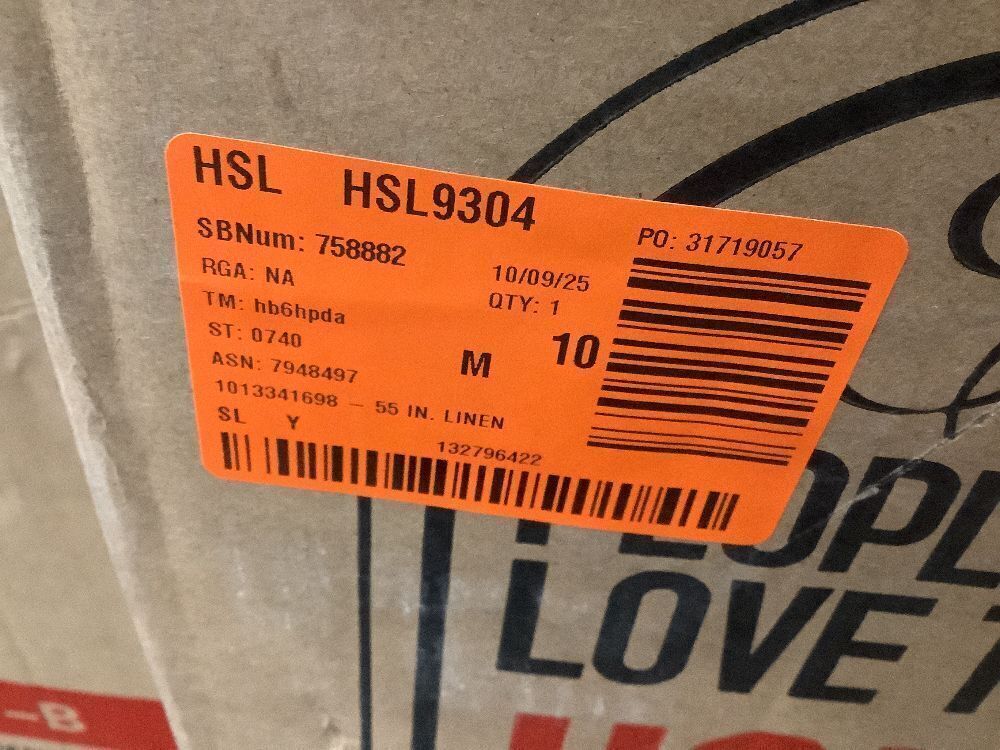 HSL HSL9304
SBNum: 758882
PO: 31719057
RGA: NA
10/09/25
TM: hb6hpda
QTY: 1
ST: 0740
M 10
ASN: 7948497
1013341698 - 55 IN. LINEN
SL Y
132796422
LOVE
-B